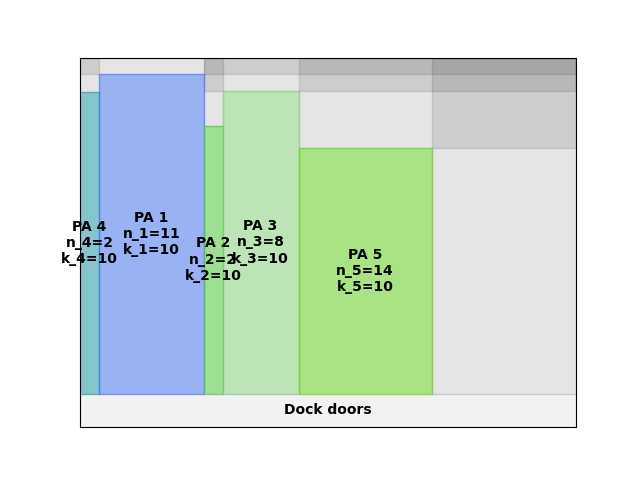 PA 4
n_4=2
k_4=10
PA 1
n_1=11
k_1=10
PA 2
n_2=2
k_2=10
PA 3
n_3=8
k_3=10
PA 5
n_5=14
k_5=10
Dock doors